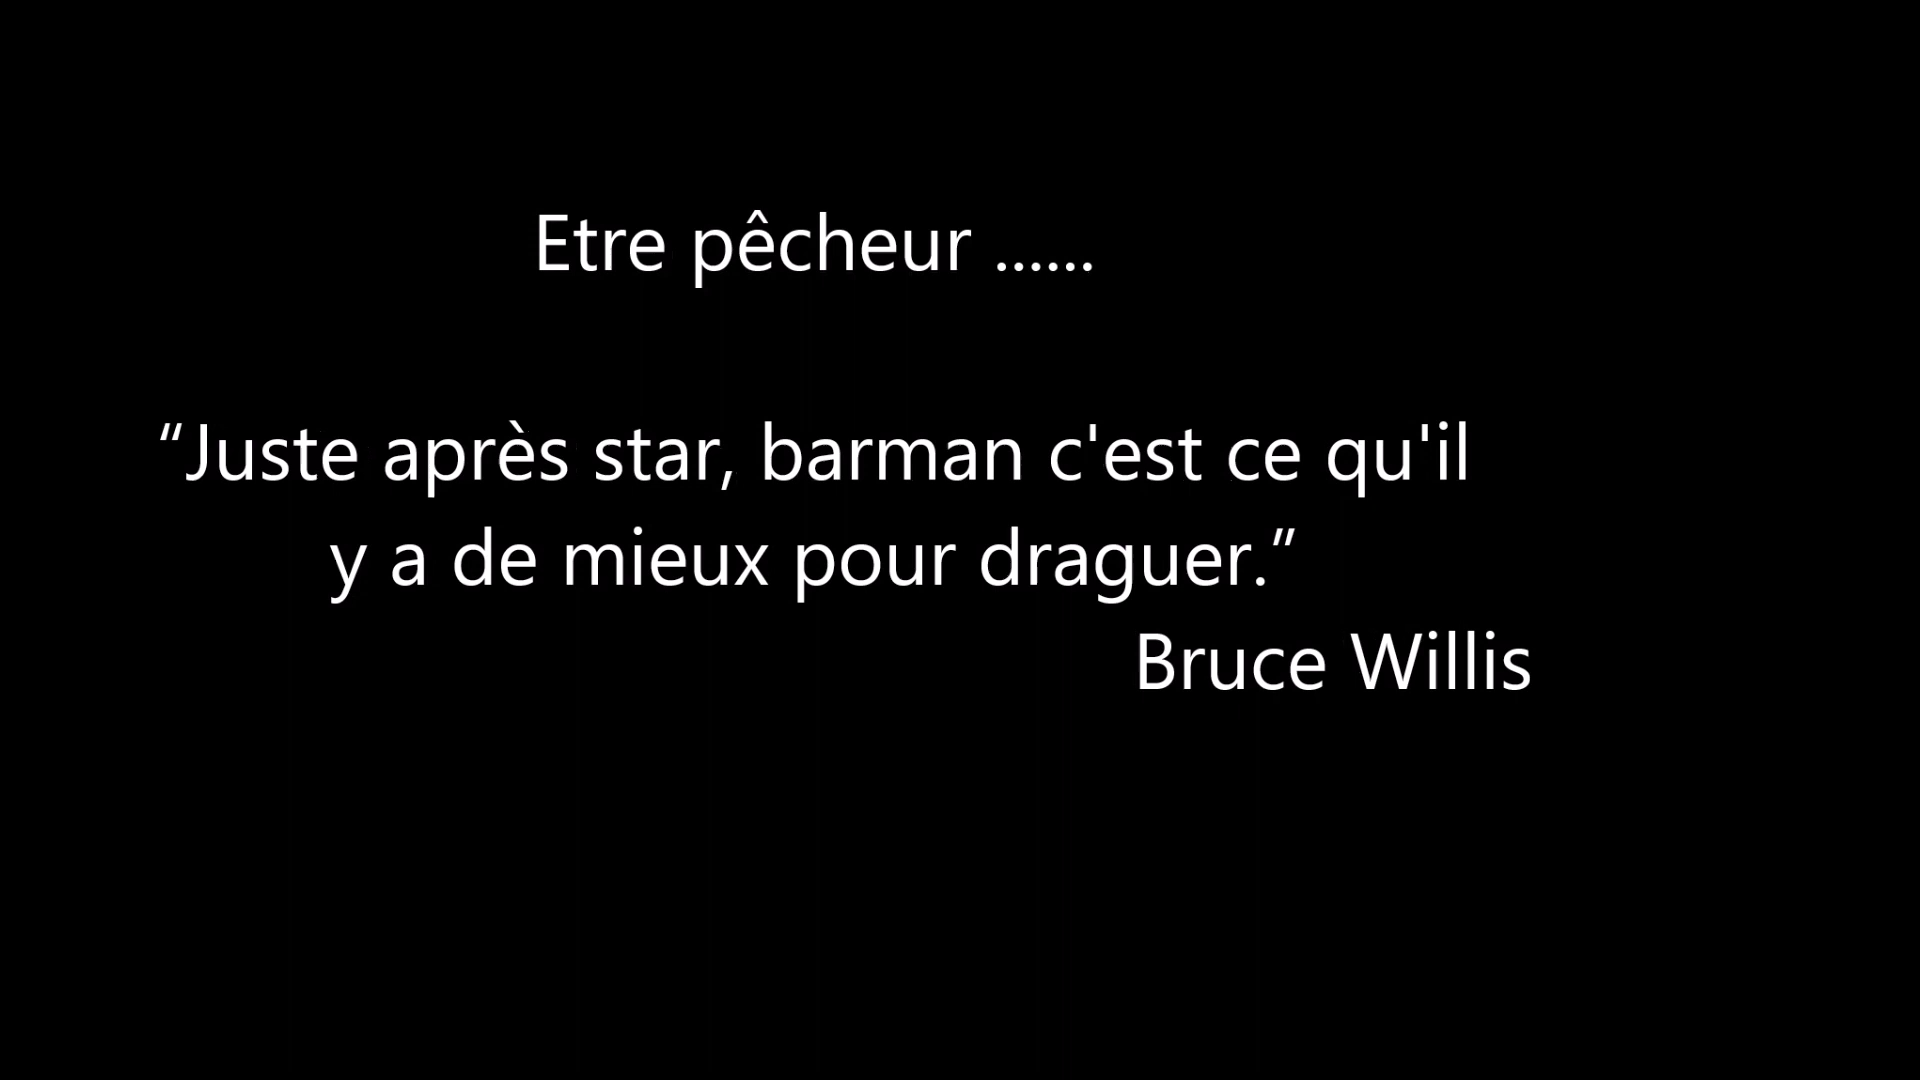 Etre pêcheur ......
“Juste après star, barman c'est ce qu'il
y a de mieux pour draguer.”
Bruce Willis